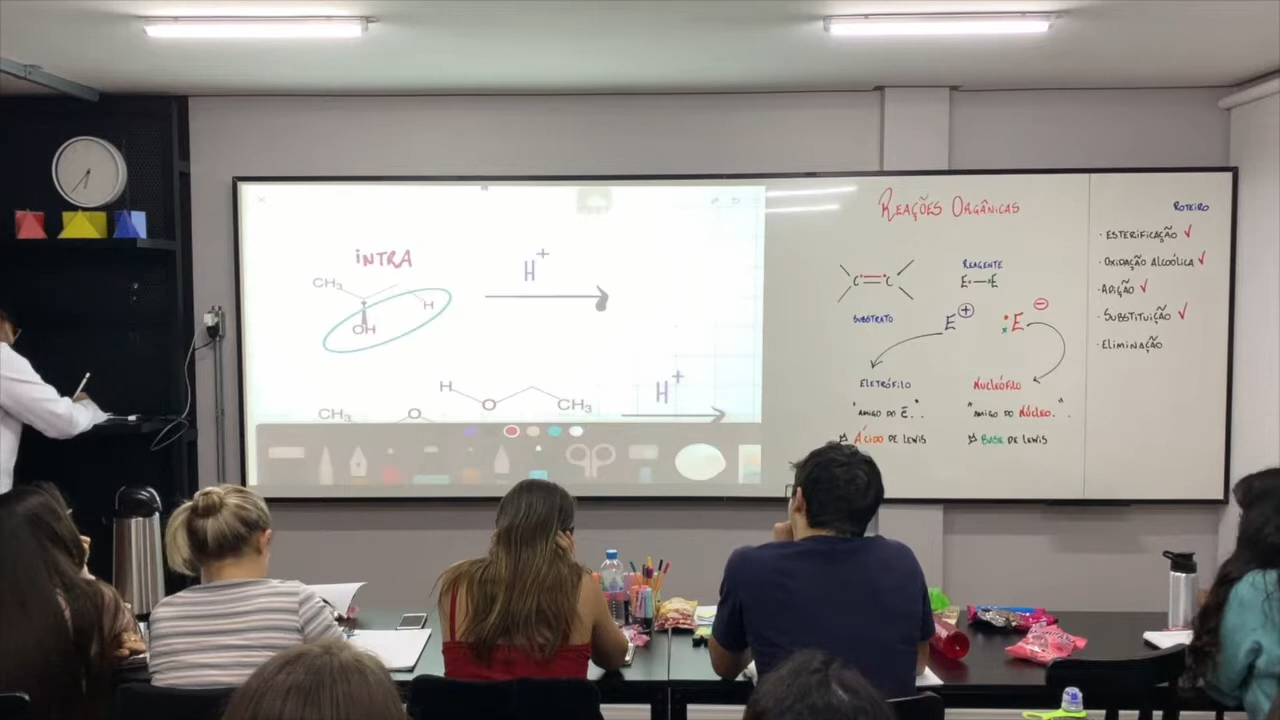 INTRA
H+
CH₃
H
OH
H
O
CH₃
H+
CH₃
O
REAÇÕES ORGÂNICAS
C=C
SUBSTRATO
REAGENTE
E-E
E+
E-
ELETRÓFILO
"AMIGO DO E⁻."
ÁCIDO DE LEWIS
NUCLEÓFILO
"AMIGO DO NÚCLEO."
BASE DE LEWIS
ROTEIRO
· ESTERIFICAÇÃO ✓
· OXIDAÇÃO ALCOÓLICA ✓
· ADIÇÃO ✓
· SUBSTITUIÇÃO ✓
· ELIMINAÇÃO